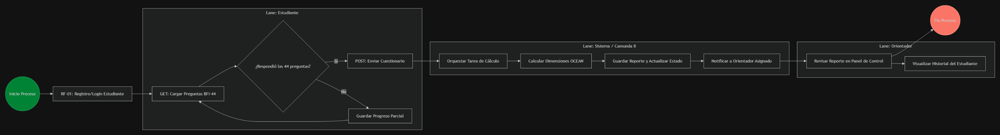 Inicio Proceso
RF-01: Registro/Login Estudiante
Lane: Estudiante
GET: Cargar Preguntas BFI-44
¿Respondió las 44 preguntas?
Sí
No
POST: Enviar Cuestionario
Guardar Progreso Parcial
Lane: Sistema / Camunda 8
Orquestar Tarea de Cálculo
Calcular Dimensiones OCEAN
Guardar Reporte y Actualizar Estado
Notificar a Orientador Asignado
Lane: Orientador
Revisar Reporte en Panel de Control
Visualizar Historial del Estudiante
Fin Proceso